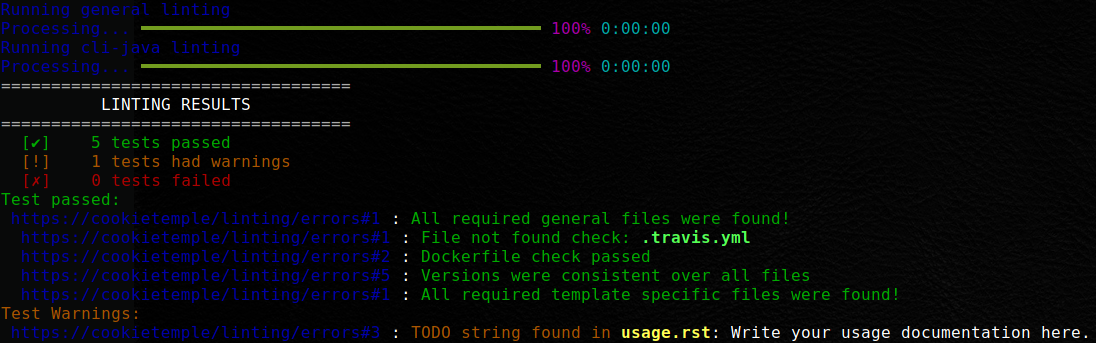 Running general linting
Processing... 100% 0:00:00
Running cli-java linting
Processing... 100% 0:00:00
===================================
LINTING RESULTS
===================================
[✔] 5 tests passed
[!] 1 tests had warnings
[✗] 0 tests failed
Test passed:
https://cookietemple/linting/errors#1 : All required general files were found!
https://cookietemple/linting/errors#1 : File not found check: .travis.yml
https://cookietemple/linting/errors#2 : Dockerfile check passed
https://cookietemple/linting/errors#5 : Versions were consistent over all files
https://cookietemple/linting/errors#1 : All required template specific files were found!
Test Warnings:
https://cookietemple/linting/errors#3 : TODO string found in usage.rst: Write your usage documentation here.